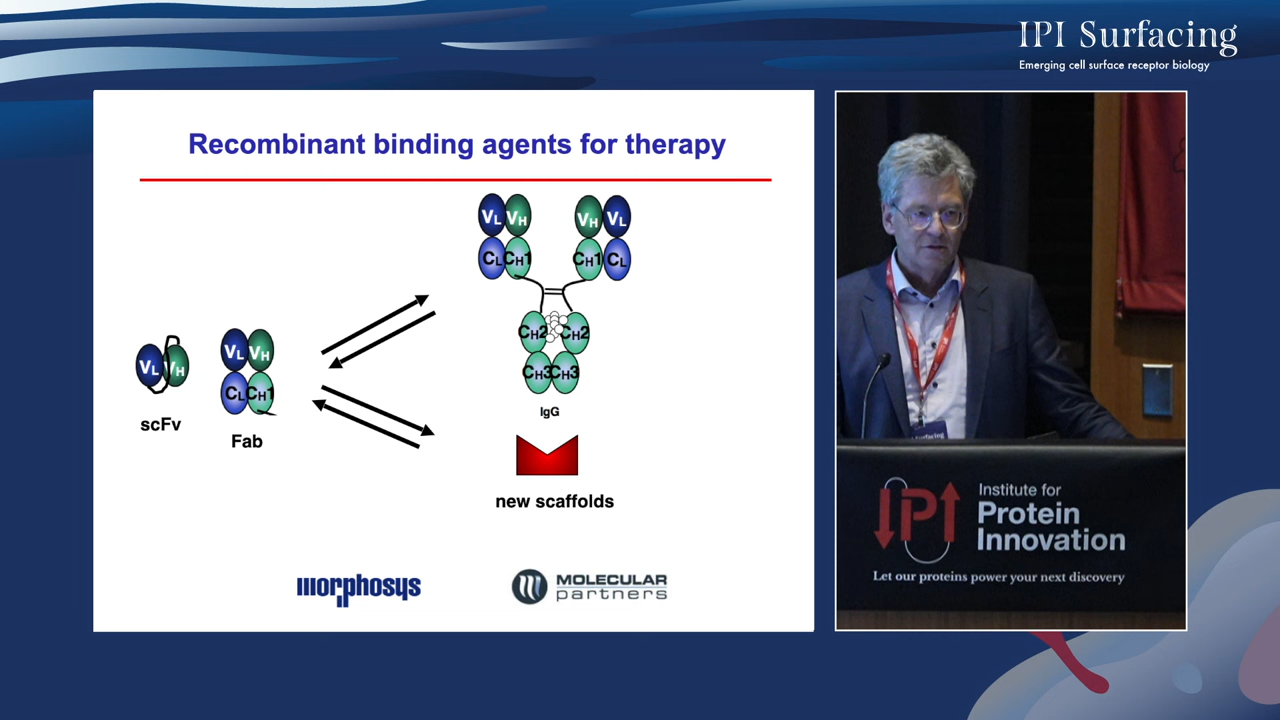 IPI Surfacing
Emerging cell surface receptor biology
Recombinant binding agents for therapy
VL VH VH VL
CL CH1 CH1 CL
CH2 CH2
CH3 CH3
IgG
VL VH
scFv
VL VH
CL CH1
Fab
new scaffolds
morphosys
MOLECULAR
partners
Surfacing
IPI
Institute for
Protein
Innovation
Let our proteins power your next discovery